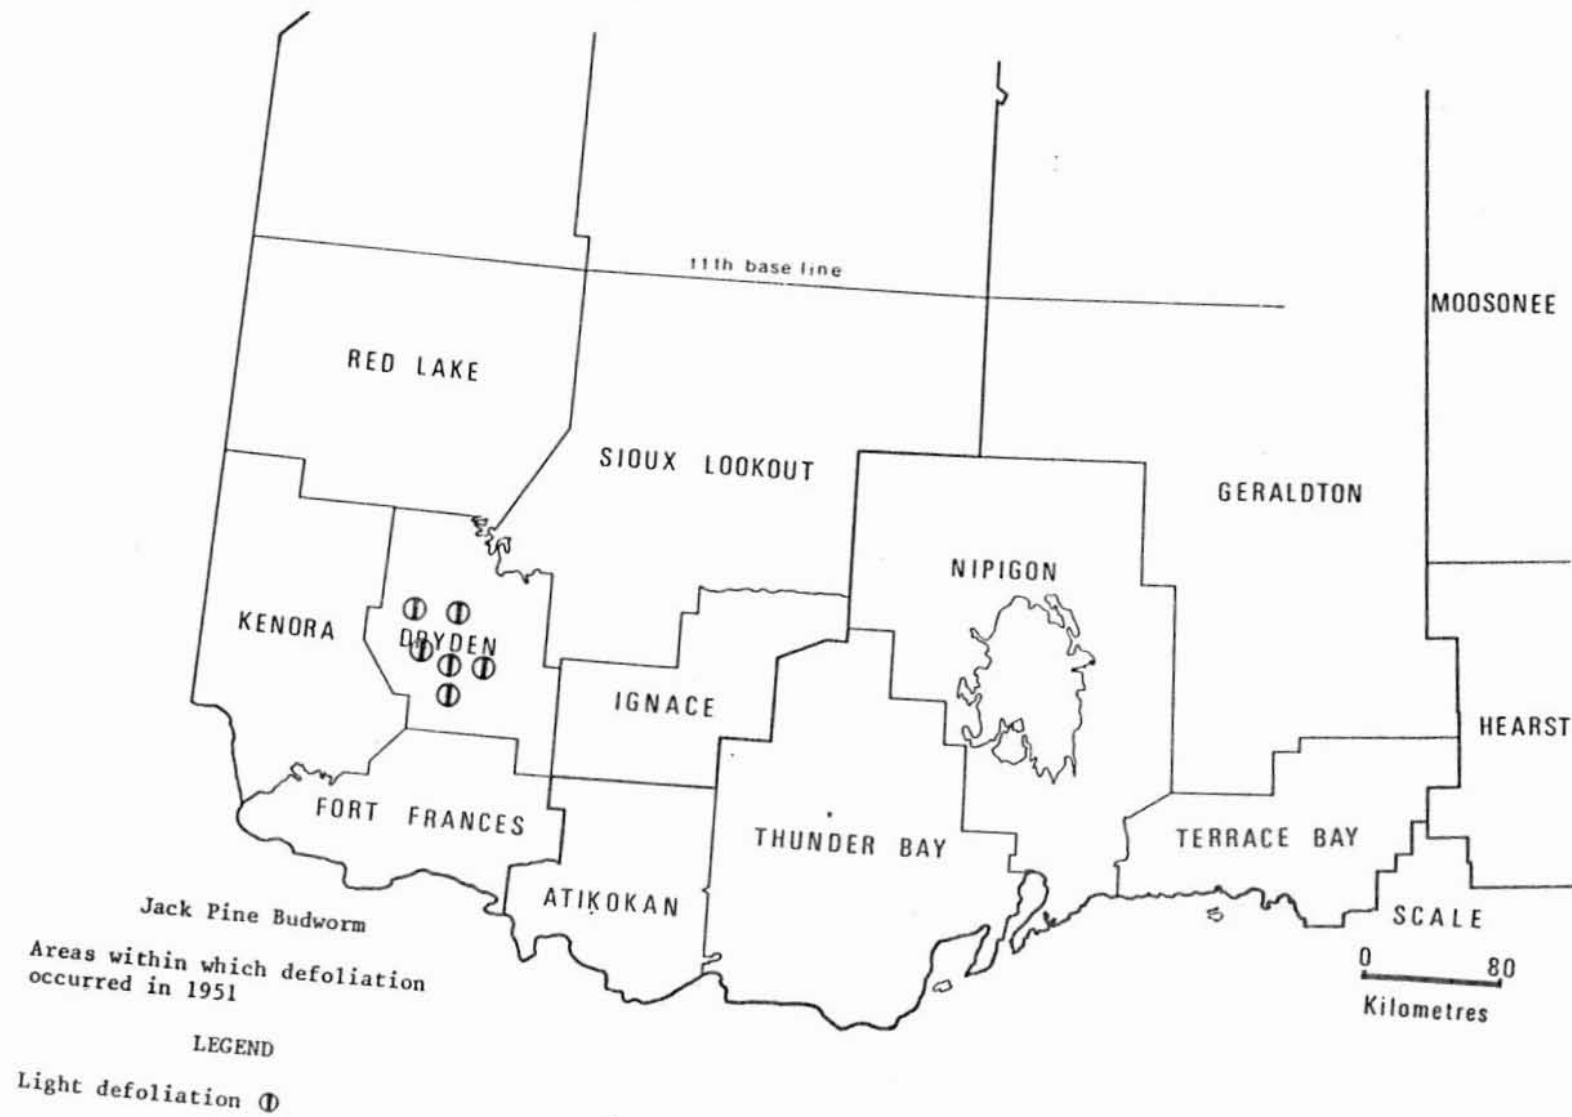 11th base line
MOOSONEE
RED LAKE
SIOUX LOOKOUT
GERALDTON
NIPIGON
KENORA
DRYDEN
IGNACE
HEARST
FORT FRANCES
THUNDER BAY
TERRACE BAY
ATIKOKAN
SCALE
0 80
Kilometres
Jack Pine Budworm
Areas within which defoliation
occurred in 1951
LEGEND
Light defoliation